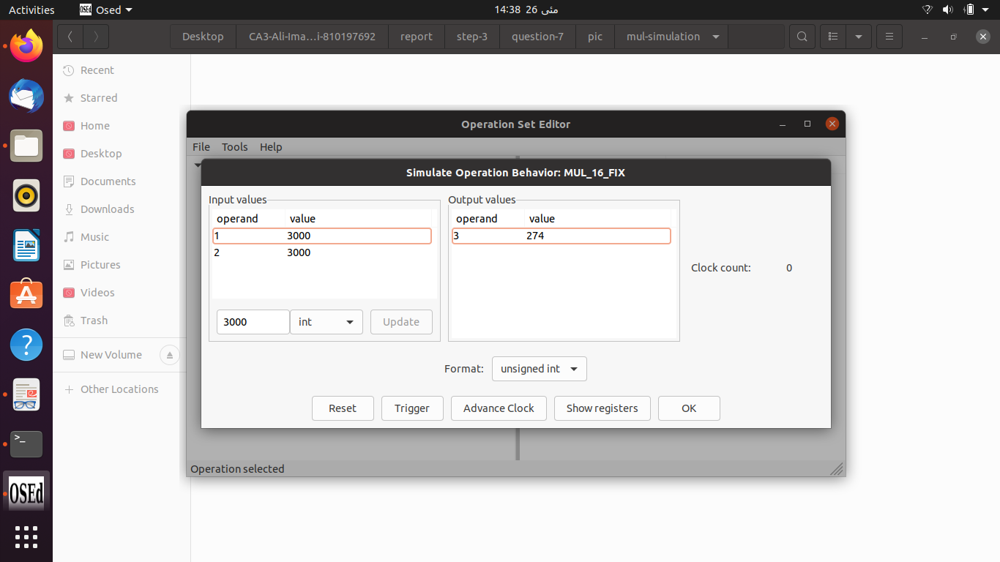 Activities
Osed
14:38 26 مئی
Desktop
CA3-Ali-Ima…i-810197692
report
step-3
question-7
pic
mul-simulation
Recent
Starred
Home
Desktop
Documents
Downloads
Music
Pictures
Videos
Trash
New Volume
Other Locations
OSEd
Operation Set Editor
File Tools Help
Simulate Operation Behavior: MUL_16_FIX
Input values
operand value
1 3000
2 3000
3000 int Update
Output values
operand value
3 274
Clock count: 0
Format: unsigned int
Reset Trigger Advance Clock Show registers OK
Operation selected